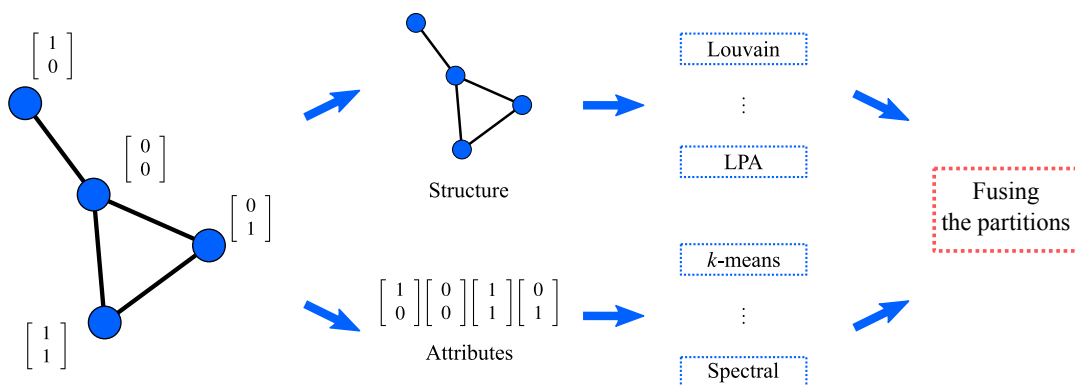 [1 0]
[0 0]
[0 1]
[1 1]
Structure
[1 0] [0 0] [1 1] [0 1]
Attributes
Louvain
⋮
LPA
k-means
⋮
Spectral
Fusing
the partitions